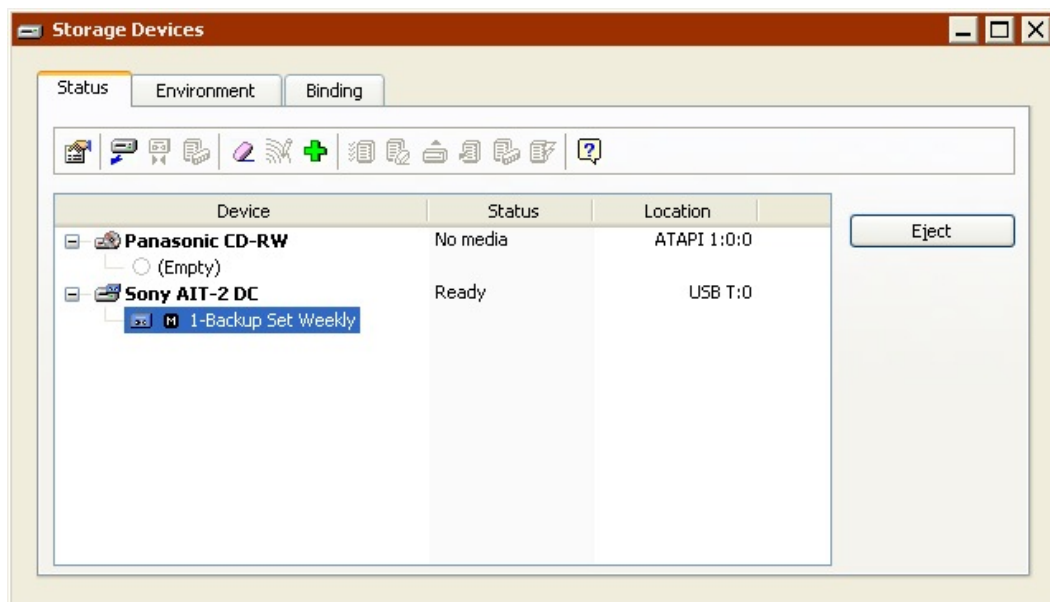 Storage Devices
Status Environment Binding
Device Status Location
Panasonic CD-RW No media ATAPI 1:0:0
(Empty)
Sony AIT-2 DC Ready USB T:0
M 1-Backup Set Weekly
Eject